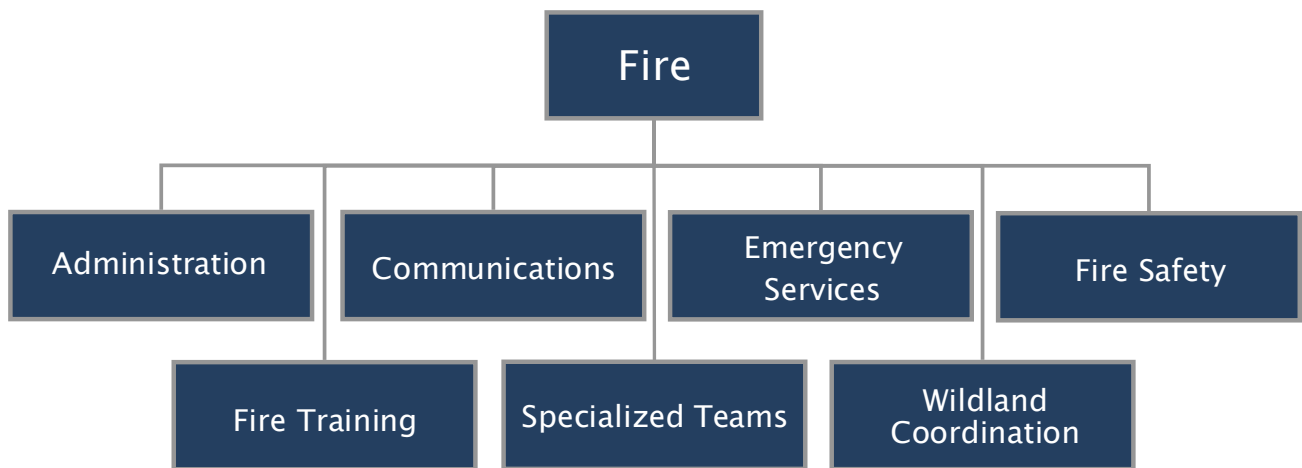 Fire
Administration
Communications
Emergency
Services
Fire Safety
Fire Training
Specialized Teams
Wildland
Coordination